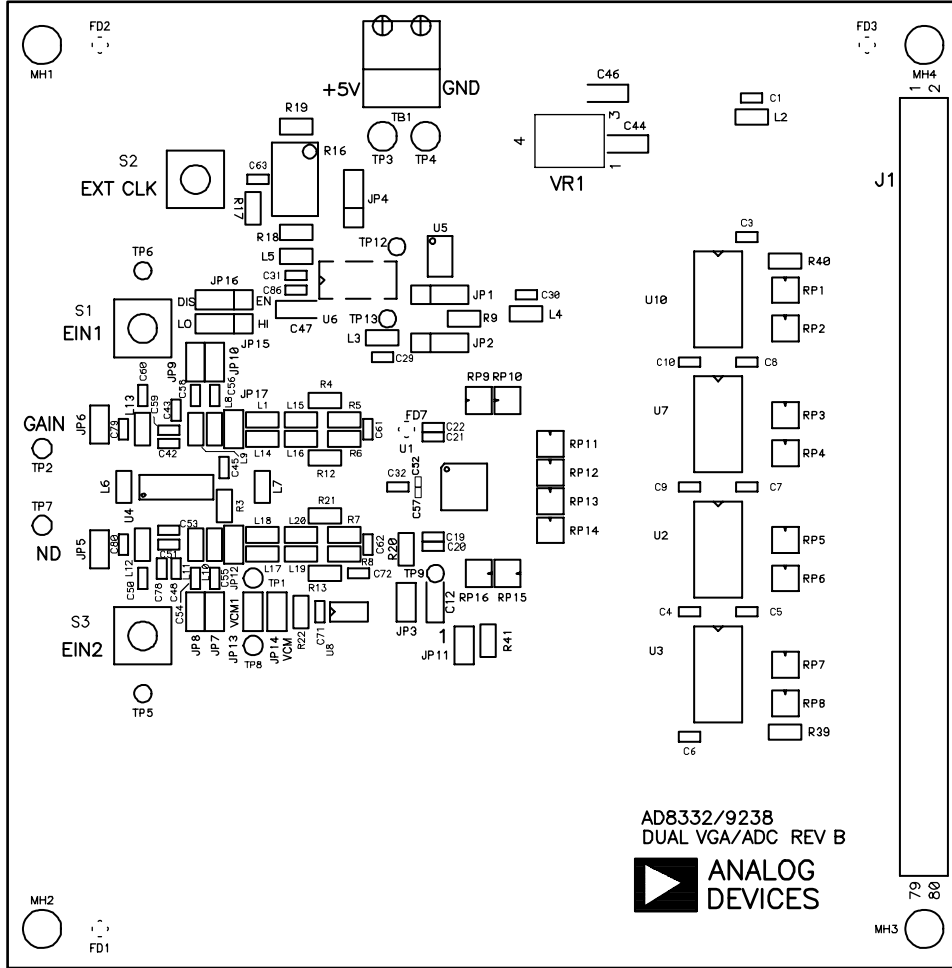 FD2
FD3
MH1
MH4
+5V
GND
TB1
TP3
TP4
C46
3
C44
4
1
VR1
C1
L2
1
2
J1
R19
S2
EXT CLK
C63
R16
R17
JP4
R18
TP12
U5
L5
C31
C86
TP6
C3
R40
RP1
U10
RP2
JP16
DIS
EN
LO
HI
C47
U6
TP13
JP1
C30
R9
L4
S1
EIN1
JP15
L3
JP2
C29
C10
C8
JP9
JP10
C60
C58
C56
JP17
R4
RP9
RP10
U7
RP3
RP4
L13
C59
C43
L8
L1
L15
R5
FD7
C22
C21
GAIN
JP6
C79
C42
L9
L14
L16
R6
C61
U1
RP11
TP2
C45
R12
C52
RP12
L6
L7
C32
C57
RP13
C9
C7
TP7
U4
R3
R21
RP14
U2
RP5
ND
JP5
C80
C53
L18
L20
R7
C19
C20
C51
C62
R20
L12
L11
L10
L17
L19
R8
RP6
C50
C78
C48
C54
C55
JP12
TP1
R13
C72
TP9
RP16
RP15
C4
C5
S3
EIN2
JP8
JP7
JP13
VCM1
JP14
VCM
R22
C71
U8
JP3
C12
1
JP11
R41
TP8
U3
RP7
TP5
RP8
R39
C6
AD8332/9238
DUAL VGA/ADC REV B
ANALOG
DEVICES
79
80
MH2
MH3
FD1